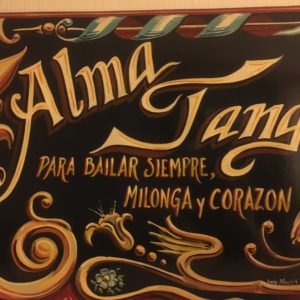 Alma
Tang
PARA BAILAR SIEMPRE,
MILONGA y CORAZON